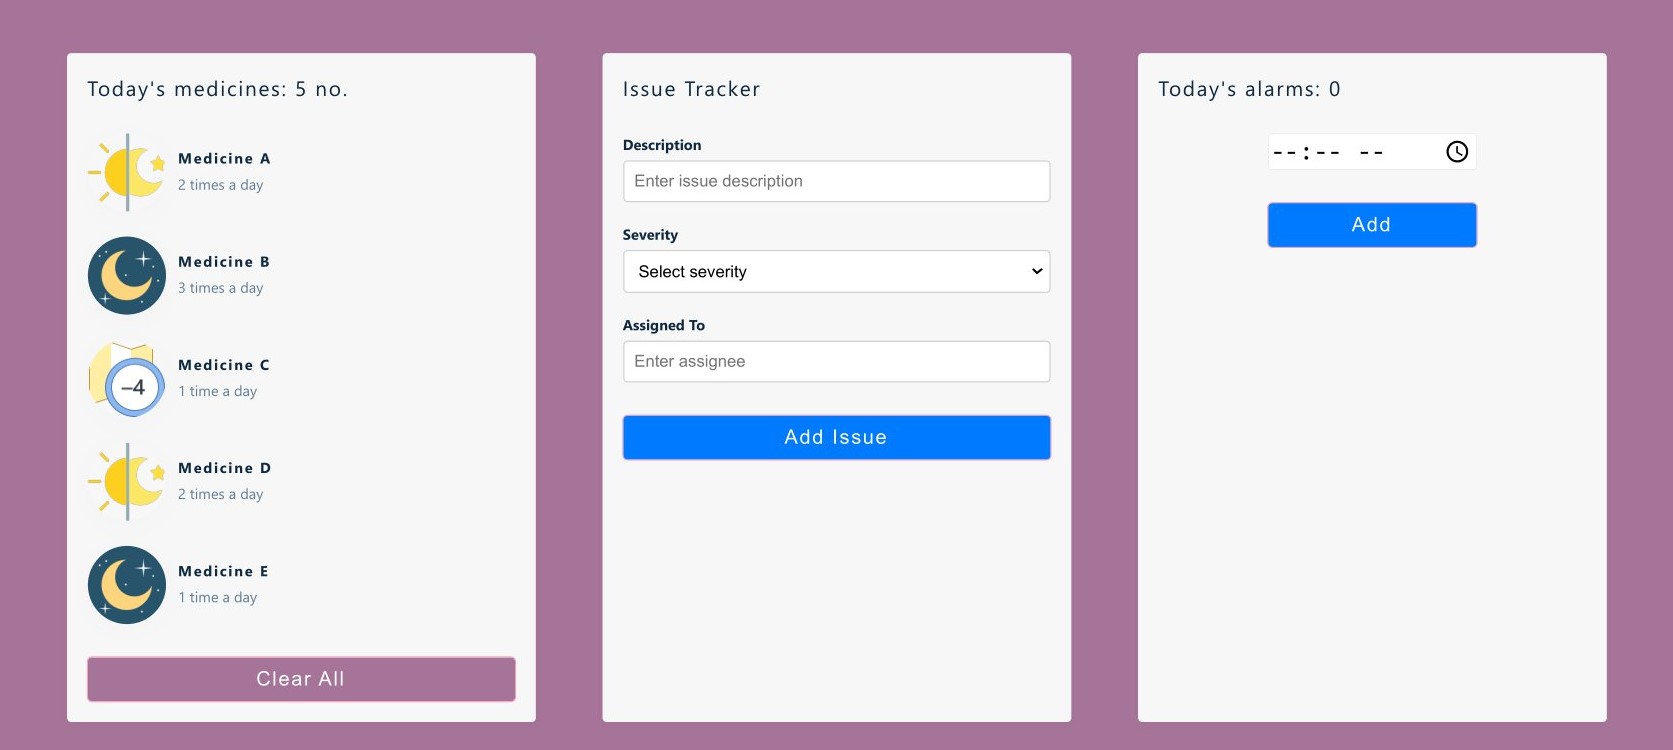 Today's medicines: 5 no.
Medicine A
2 times a day
Medicine B
3 times a day
–4
Medicine C
1 time a day
Medicine D
2 times a day
Medicine E
1 time a day
Clear All
Issue Tracker
Description
Enter issue description
Severity
Select severity
Assigned To
Enter assignee
Add Issue
Today's alarms: 0
--:-- --
Add